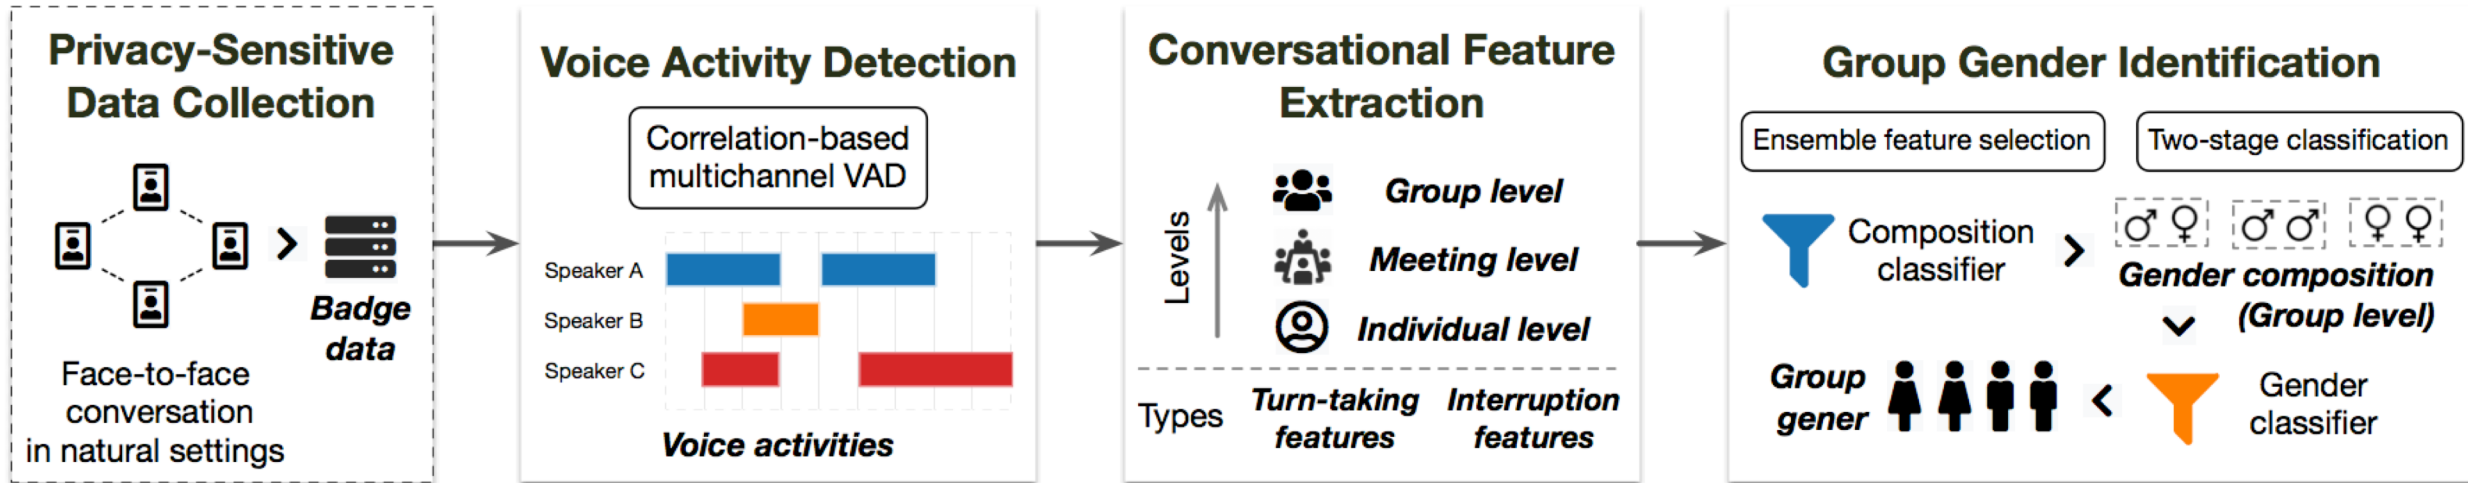 Privacy-Sensitive
Data Collection
Badge
data
Face-to-face
conversation
in natural settings
Voice Activity Detection
Correlation-based
multichannel VAD
Speaker A
Speaker B
Speaker C
Voice activities
Conversational Feature
Extraction
Levels
Group level
Meeting level
Individual level
Types
Turn-taking
features
Interruption
features
Group Gender Identification
Ensemble feature selection
Two-stage classification
Composition
classifier
Gender composition
(Group level)
Group
gener
Gender
classifier